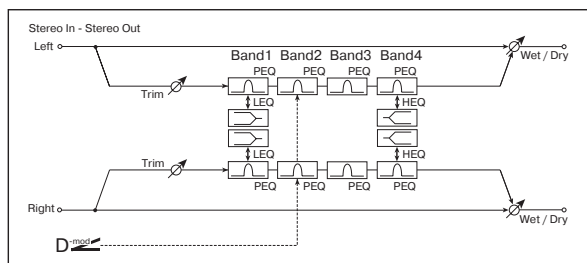 Stereo In - Stereo Out
Left
Band1 Band2 Band3 Band4
Wet / Dry
PEQ PEQ PEQ PEQ
Trim
LEQ HEQ
LEQ HEQ
Trim
PEQ PEQ PEQ PEQ
Right
Wet / Dry
D-mod